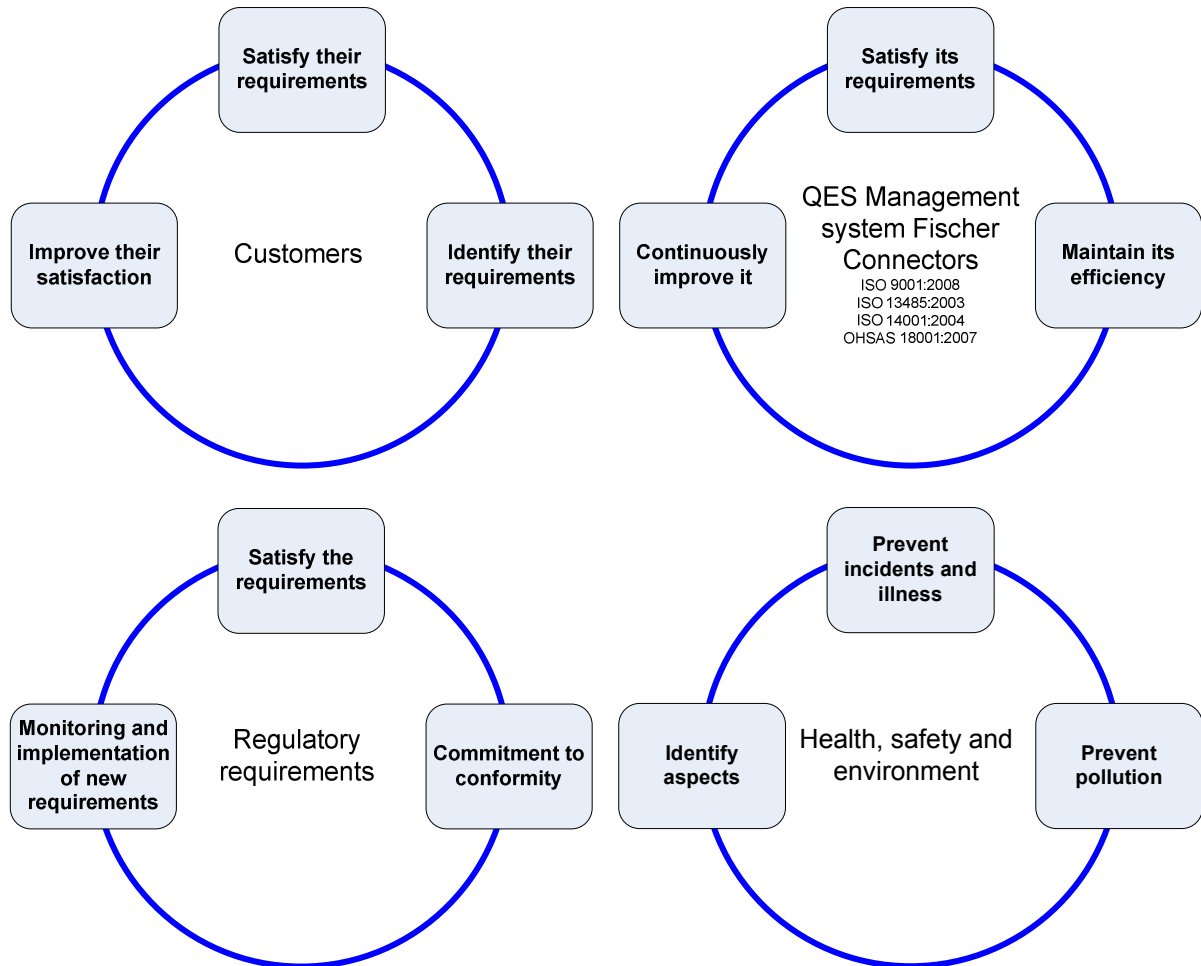 Satisfy their
requirements
Improve their
satisfaction
Customers
Identify their
requirements
Satisfy its
requirements
Continuously
improve it
QES Management
system Fischer
Connectors
ISO 9001:2008
ISO 13485:2003
ISO 14001:2004
OHSAS 18001:2007
Maintain its
efficiency
Satisfy the
requirements
Monitoring and
implementation
of new
requirements
Regulatory
requirements
Commitment to
conformity
Prevent
incidents and
illness
Identify
aspects
Health, safety and
environment
Prevent
pollution